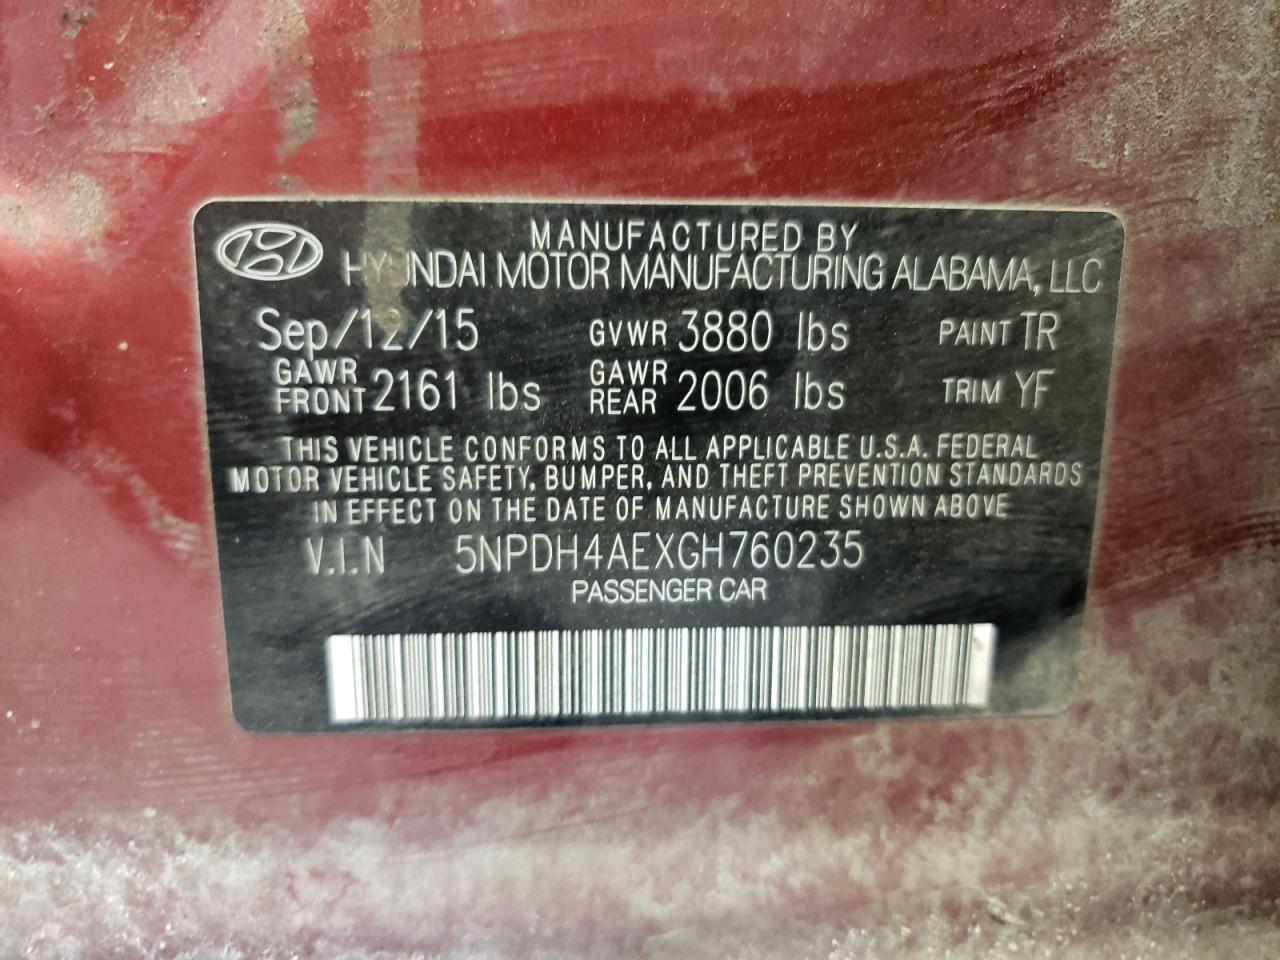 MANUFACTURED BY
HYUNDAI MOTOR MANUFACTURING ALABAMA, LLC
Sep/12/15 GVWR 3880 lbs PAINT TR
GAWR FRONT 2161 lbs GAWR REAR 2006 lbs TRIM YF
THIS VEHICLE CONFORMS TO ALL APPLICABLE U.S.A. FEDERAL
MOTOR VEHICLE SAFETY, BUMPER, AND THEFT PREVENTION STANDARDS
IN EFFECT ON THE DATE OF MANUFACTURE SHOWN ABOVE
V.I.N 5NPDH4AEXGH760235
PASSENGER CAR